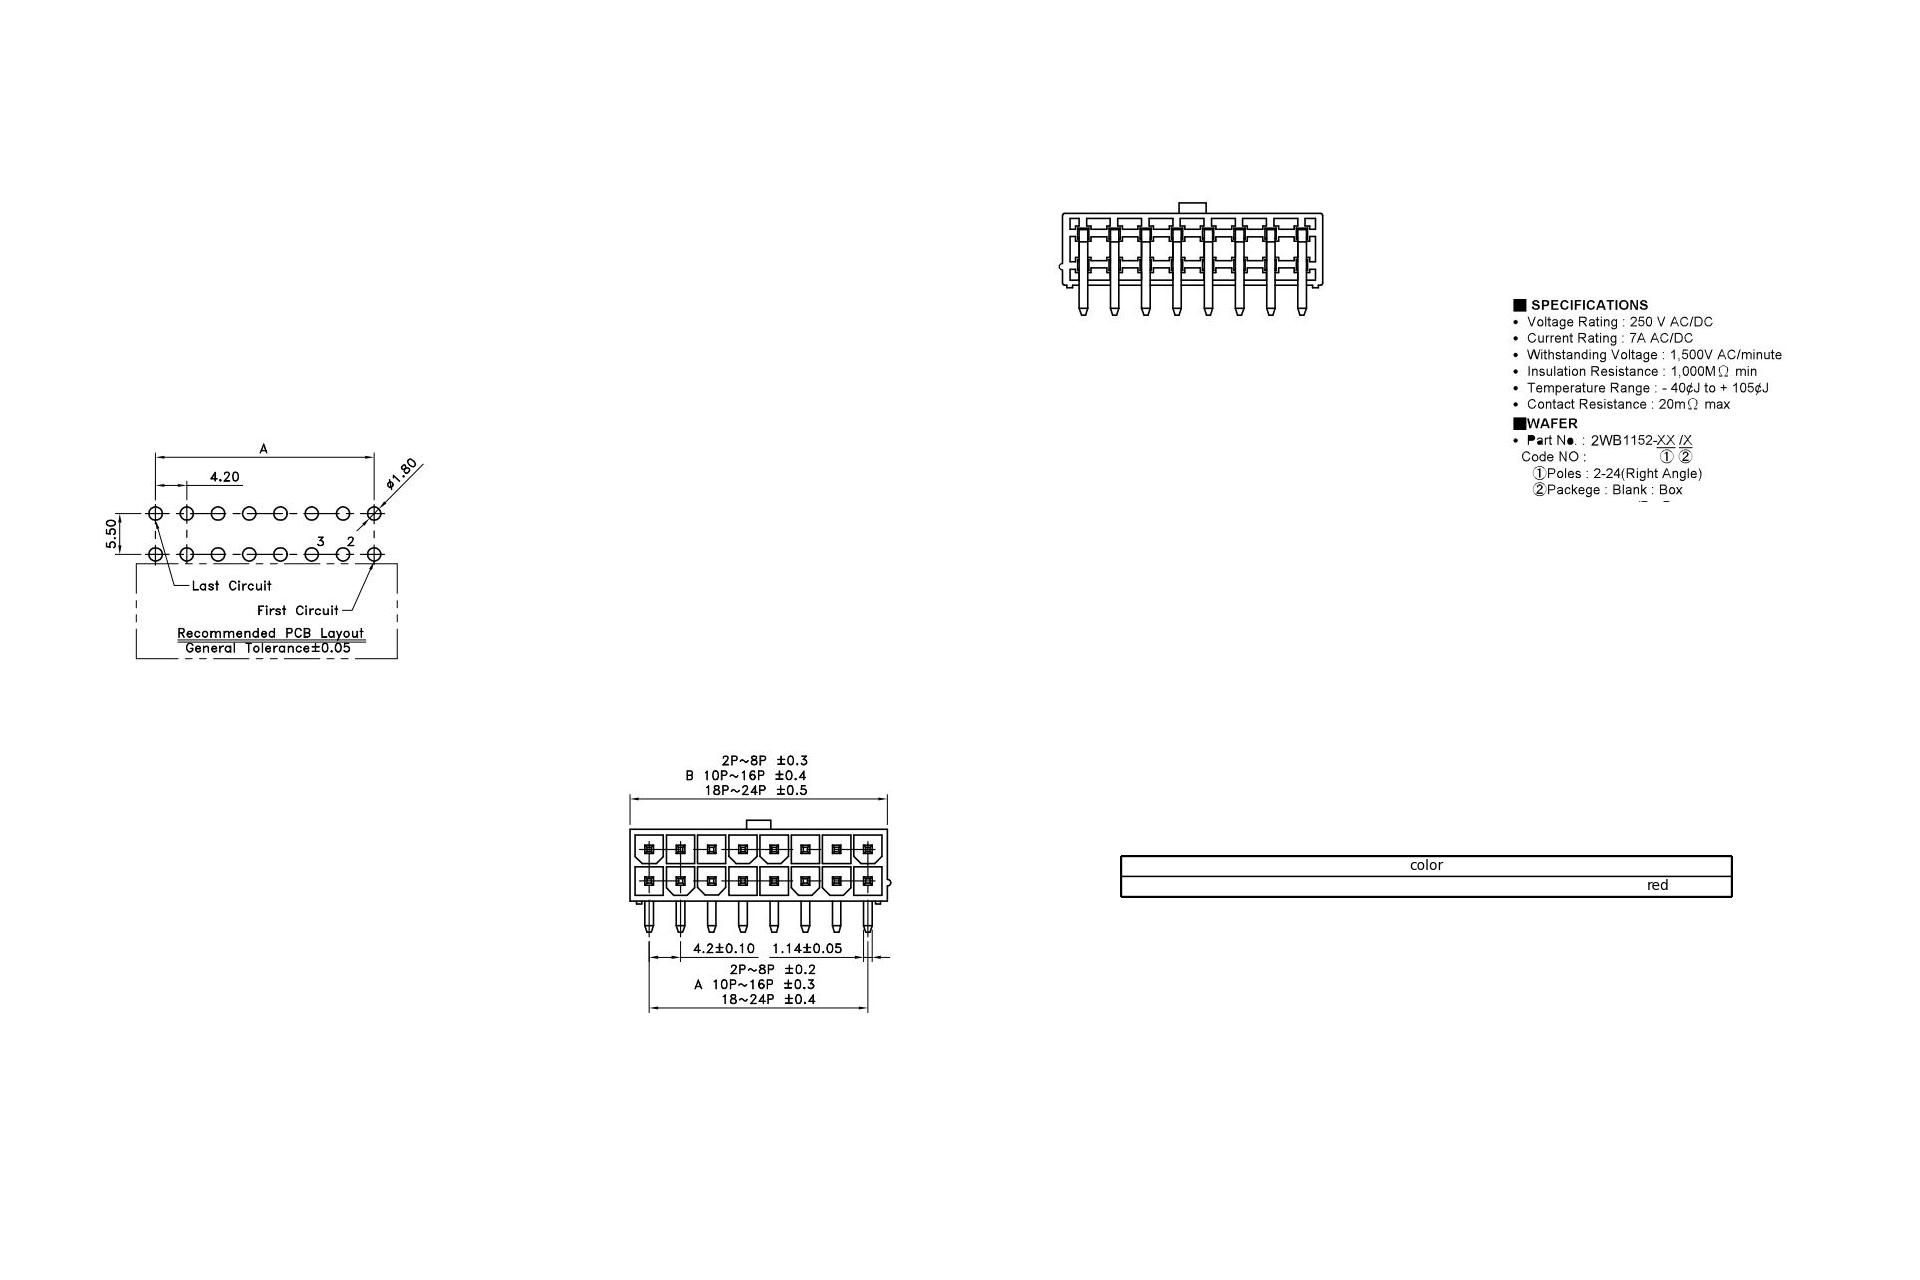 ■ SPECIFICATIONS
• Voltage Rating : 250 V AC/DC
• Current Rating : 7A AC/DC
• Withstanding Voltage : 1,500V AC/minute
• Insulation Resistance : 1,000MΩ min
• Temperature Range : - 40¢J to + 105¢J
• Contact Resistance : 20mΩ max
■WAFER
• Part No. : 2WB1152-XX /X
Code NO : ① ②
①Poles : 2-24(Right Angle)
②Packege : Blank : Box
A
4.20
ø1.80
5.50
3 2
Last Circuit
First Circuit
Recommended PCB Layout
General Tolerance±0.05
2P~8P ±0.3
B 10P~16P ±0.4
18P~24P ±0.5
4.2±0.10 1.14±0.05
2P~8P ±0.2
A 10P~16P ±0.3
18~24P ±0.4
color
red